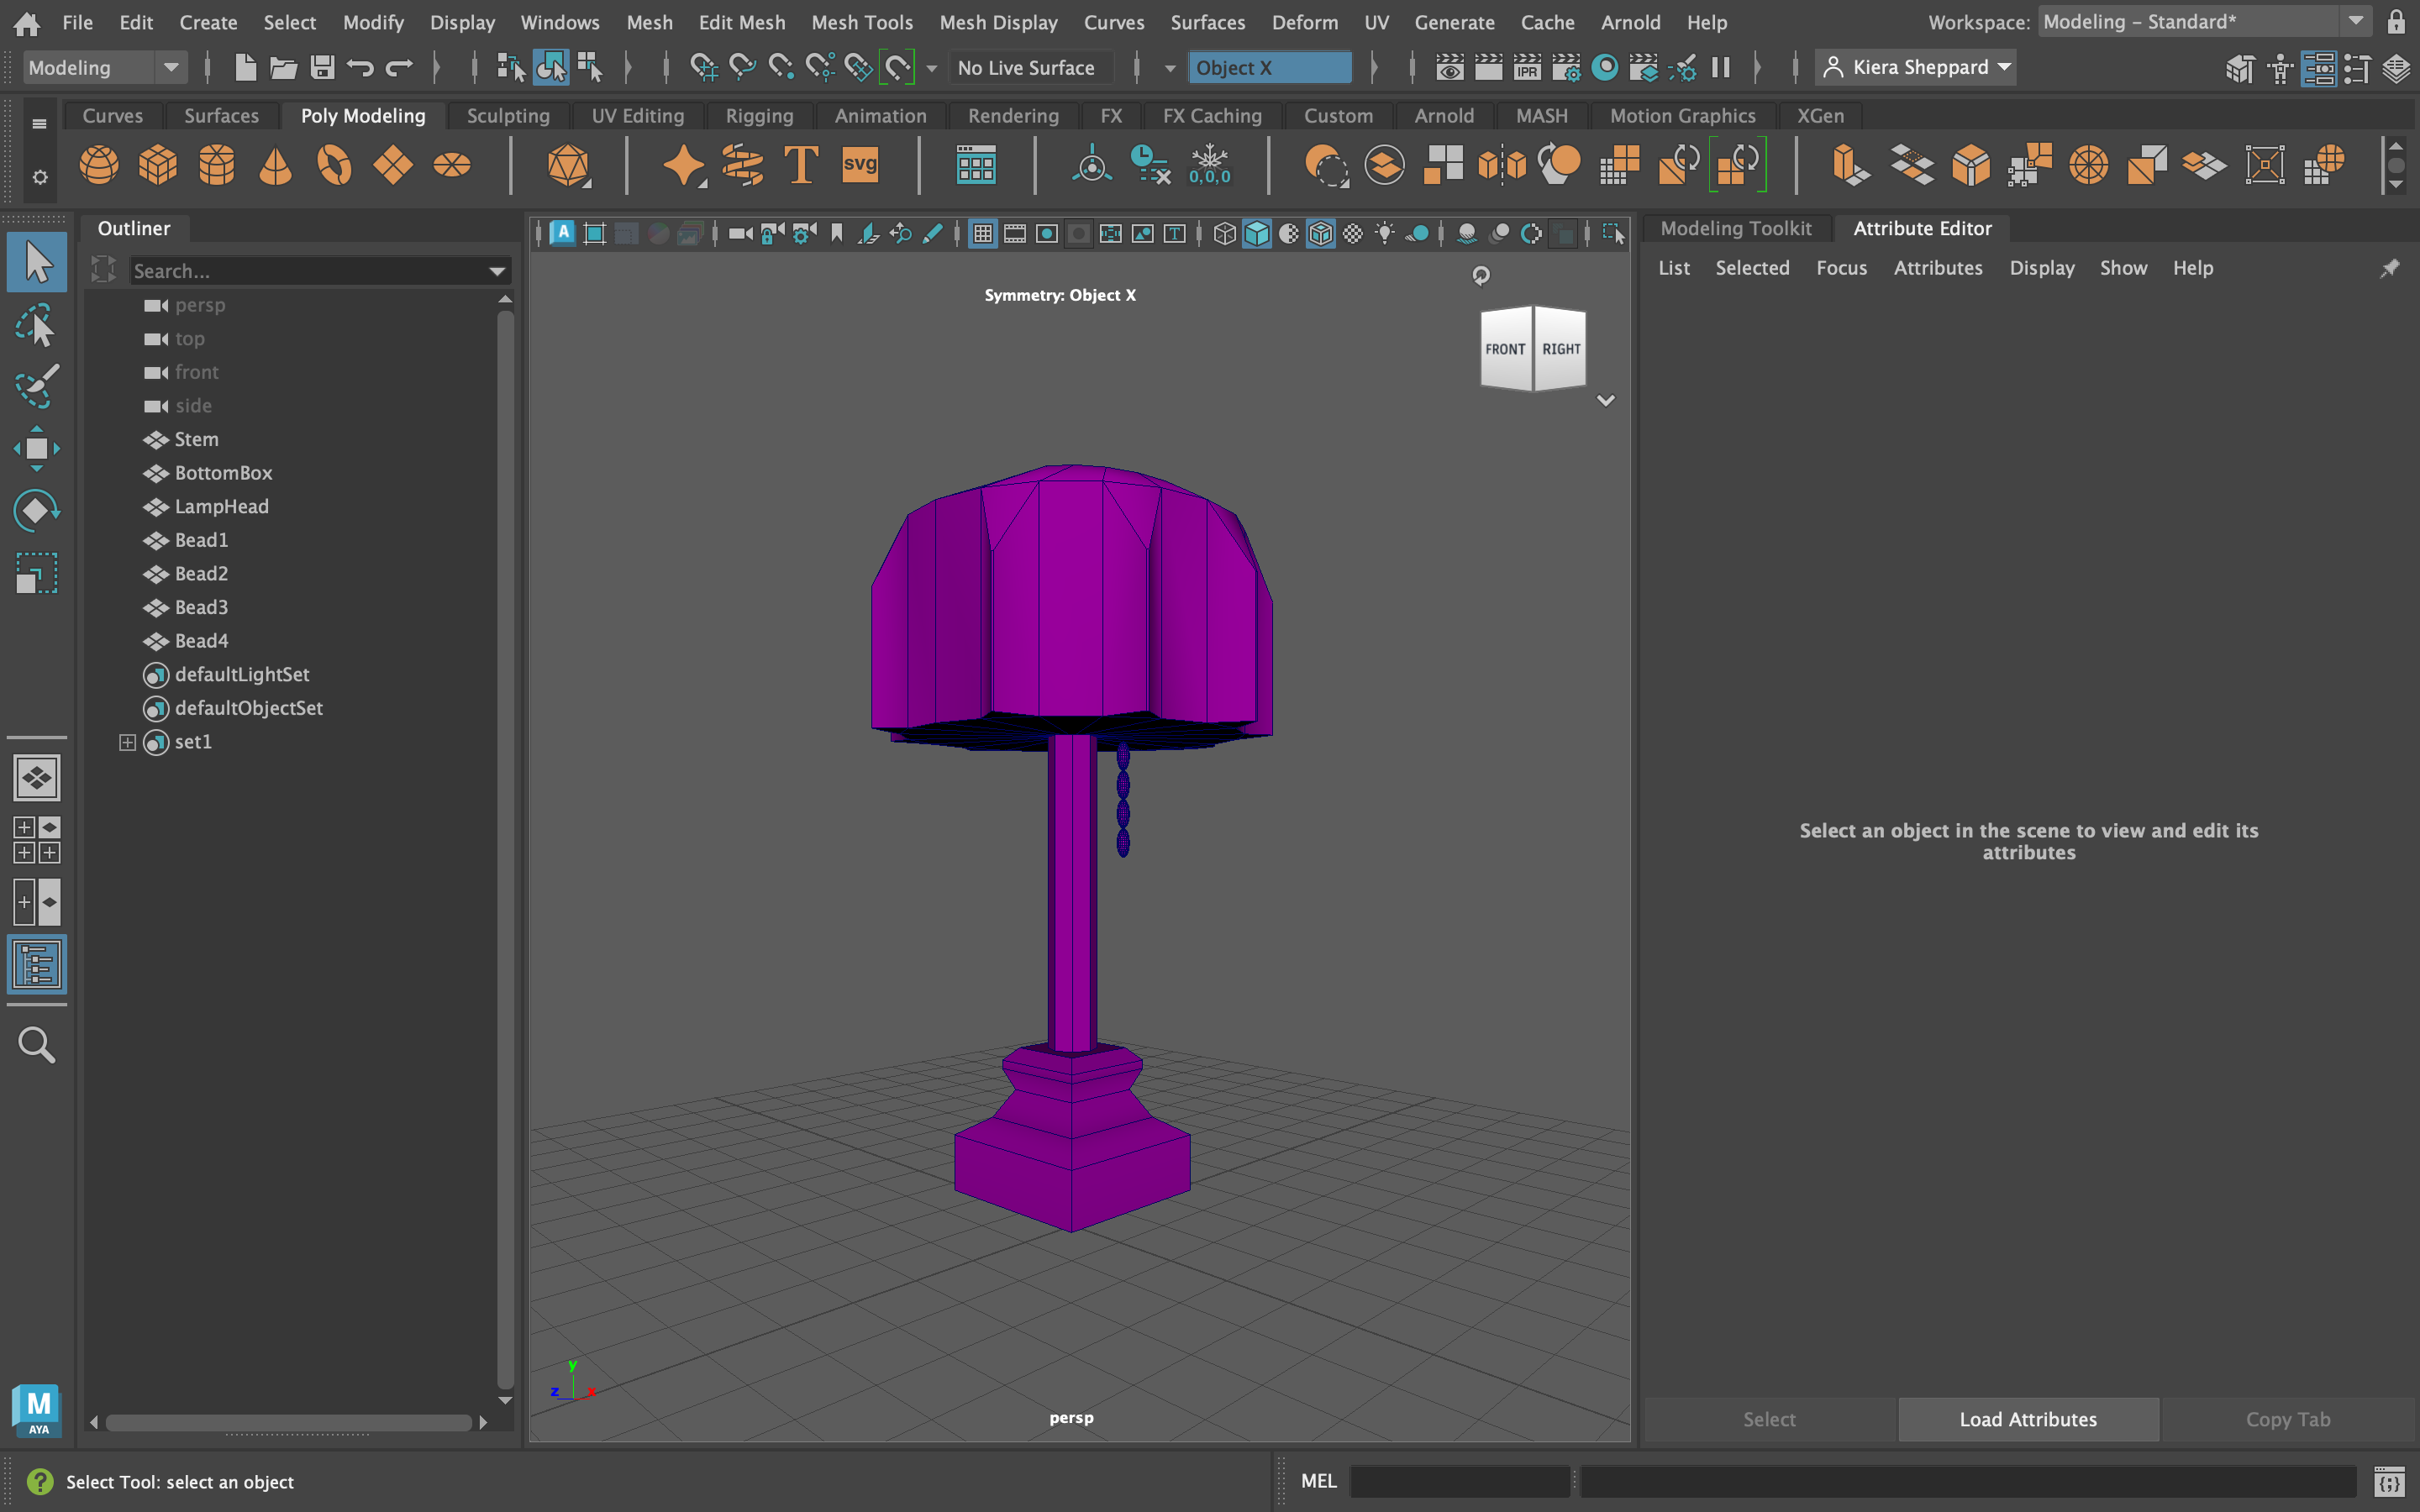 File Edit Create Select Modify Display Windows Mesh Edit Mesh Mesh Tools Mesh Display Curves Surfaces Deform UV Generate Cache Arnold Help Workspace: Modeling - Standard*
Modeling No Live Surface Object X IPR Kiera Sheppard
Curves Surfaces Poly Modeling Sculpting UV Editing Rigging Animation Rendering FX FX Caching Custom Arnold MASH Motion Graphics XGen
T svg 0,0,0
Outliner
Search...
persp
top
front
side
Stem
BottomBox
LampHead
Bead1
Bead2
Bead3
Bead4
defaultLightSet
defaultObjectSet
set1
A T
Symmetry: Object X
FRONT RIGHT
y
z x
persp
Modeling Toolkit Attribute Editor
List Selected Focus Attributes Display Show Help
Select an object in the scene to view and edit its
attributes
Select Load Attributes Copy Tab
M
AYA
? Select Tool: select an object
MEL
{;}